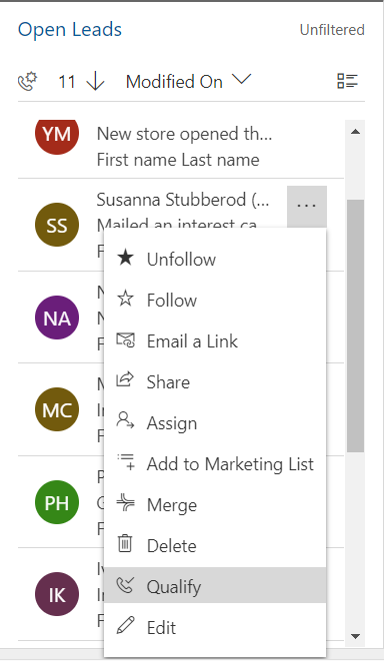 Open Leads Unfiltered
11 Modified On
YM New store opened th...
First name Last name
Susanna Stubberod (...
SS Mailed an interest ca...
F
Unfollow
Follow
Email a Link
Share
Assign
Add to Marketing List
Merge
Delete
Qualify
Edit
NA
MC
PH
IK